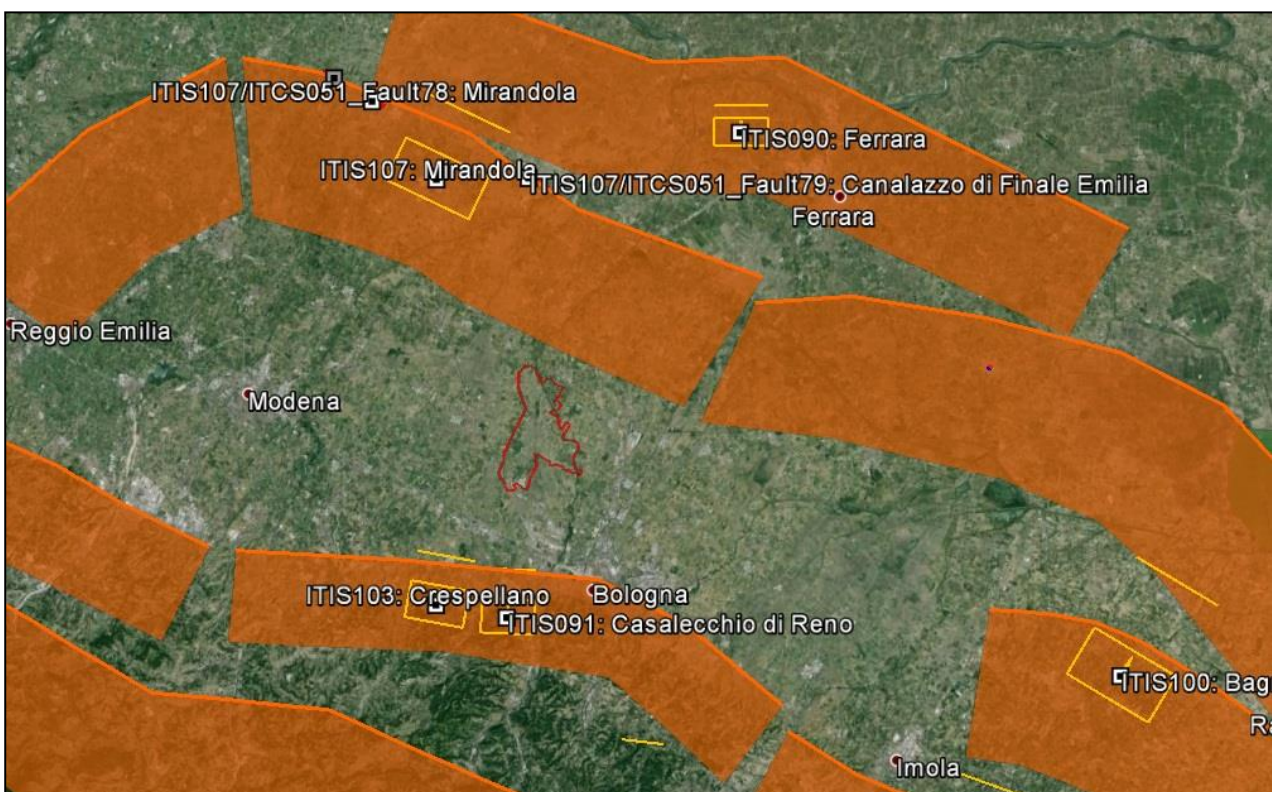 ITIS107/ITCS051_Fault78: Mirandola
ITIS090: Ferrara
ITIS107: Mirandola
ITIS107/ITCS051_Fault79: Canalazzo di Finale Emilia
Ferrara
Reggio Emilia
Modena
ITIS103: Crespellano
Bologna
ITIS091: Casalecchio di Reno
ITIS100: Bag
Ra
Imola